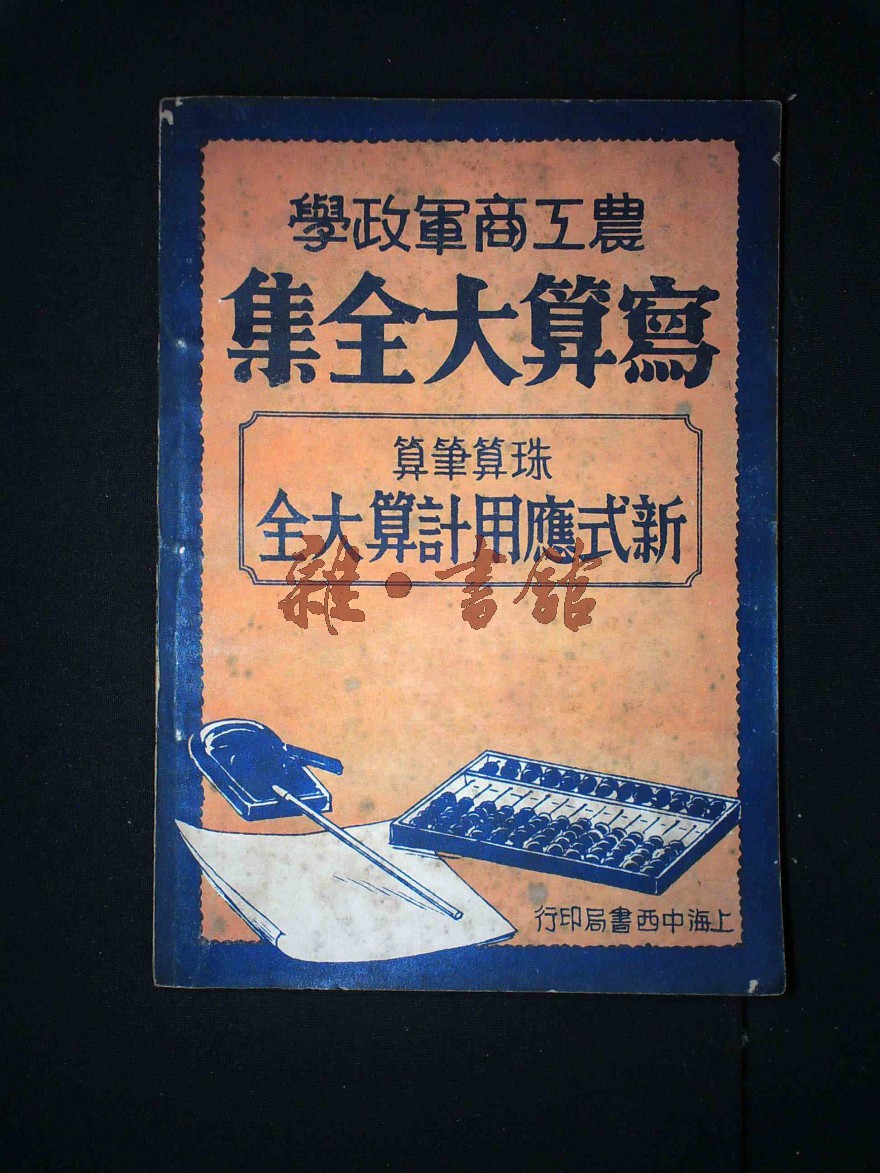 農工商軍政學
寫算大全集
珠算筆算
新式應用計算大全
雜·書館
上海中西書局印行